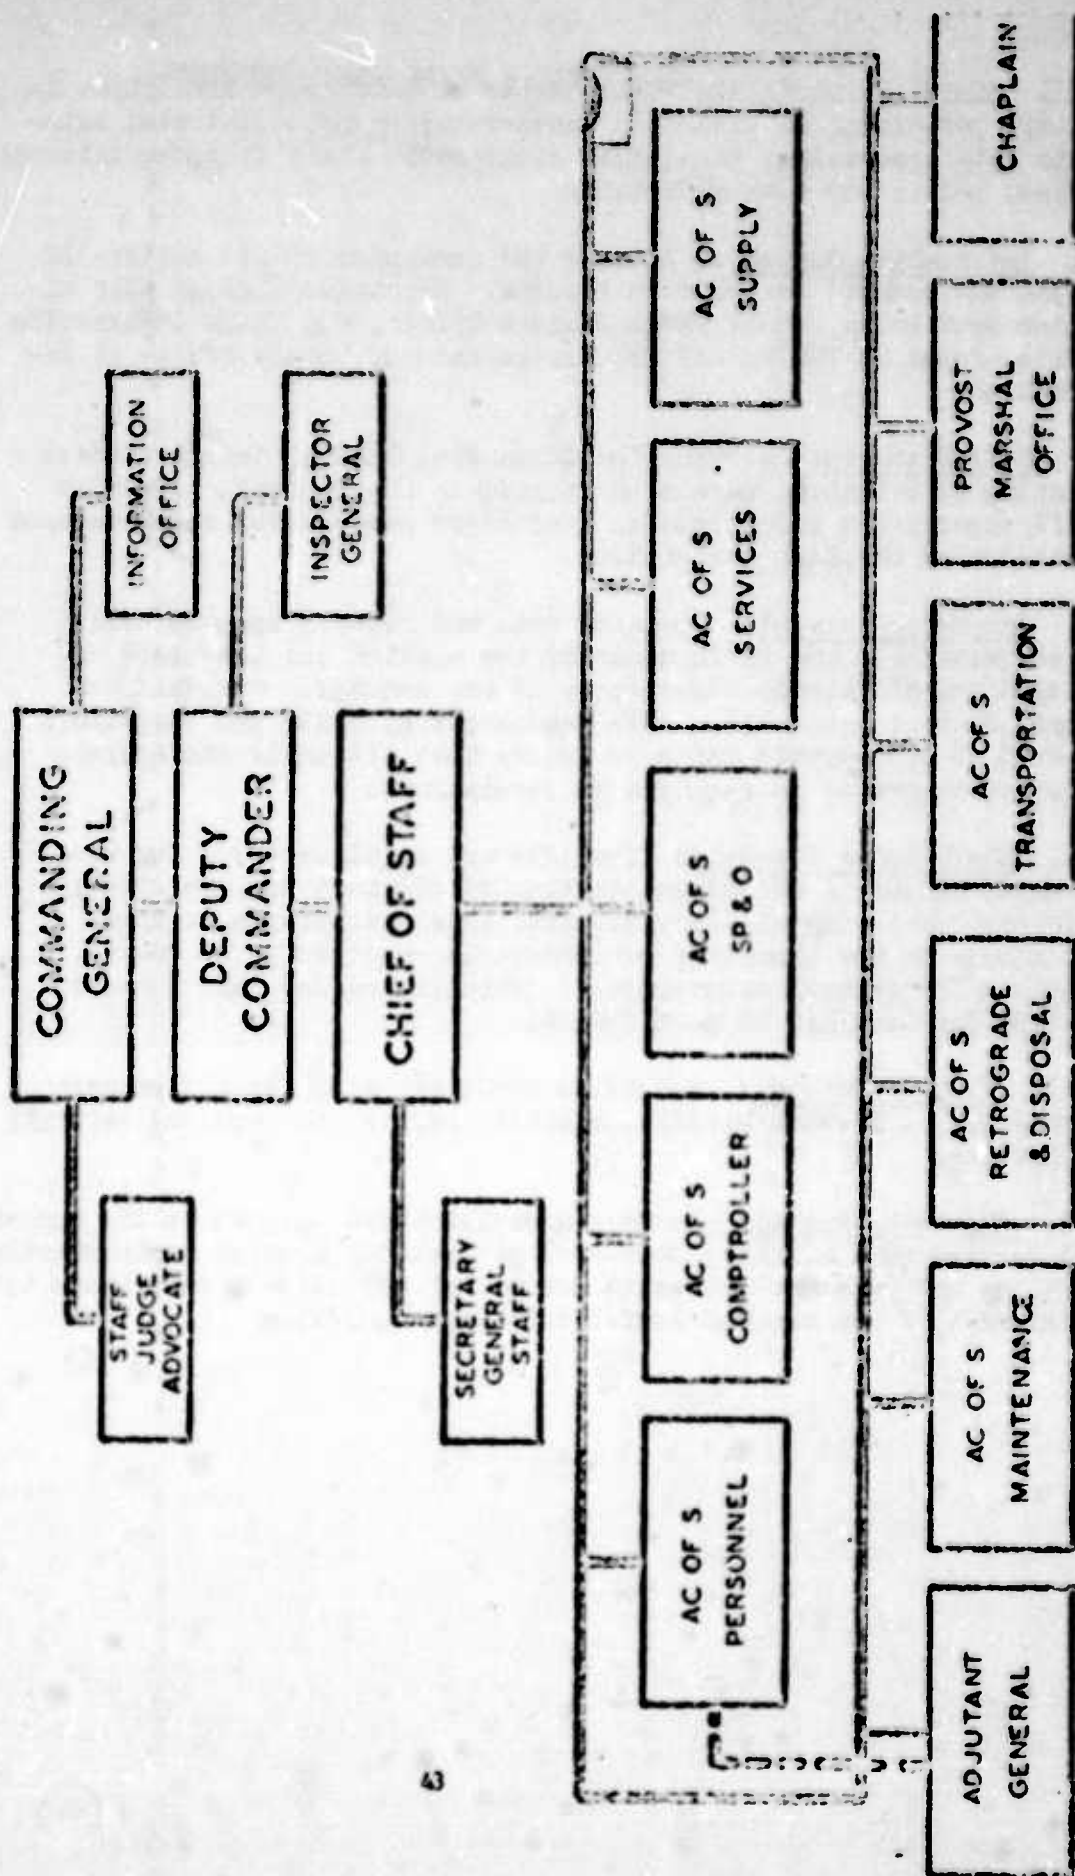 COMMANDING
GENERAL
STAFF
JUDGE
ADVOCATE
INFORMATION
OFFICE
DEPUTY
COMMANDER
INSPECTOR
GENERAL
CHIEF OF STAFF
SECRETARY
GENERAL
STAFF
AC OF S
PERSONNEL
AC OF S
COMPTROLLER
AC OF S
SP & O
AC OF S
SERVICES
AC OF S
SUPPLY
ADJUTANT
GENERAL
AC OF S
MAINTENANCE
AC OF S
RETROGRADE
& DISPOSAL
AC OF S
TRANSPORTATION
PROVOST
MARSHAL
OFFICE
CHAPLAIN
43